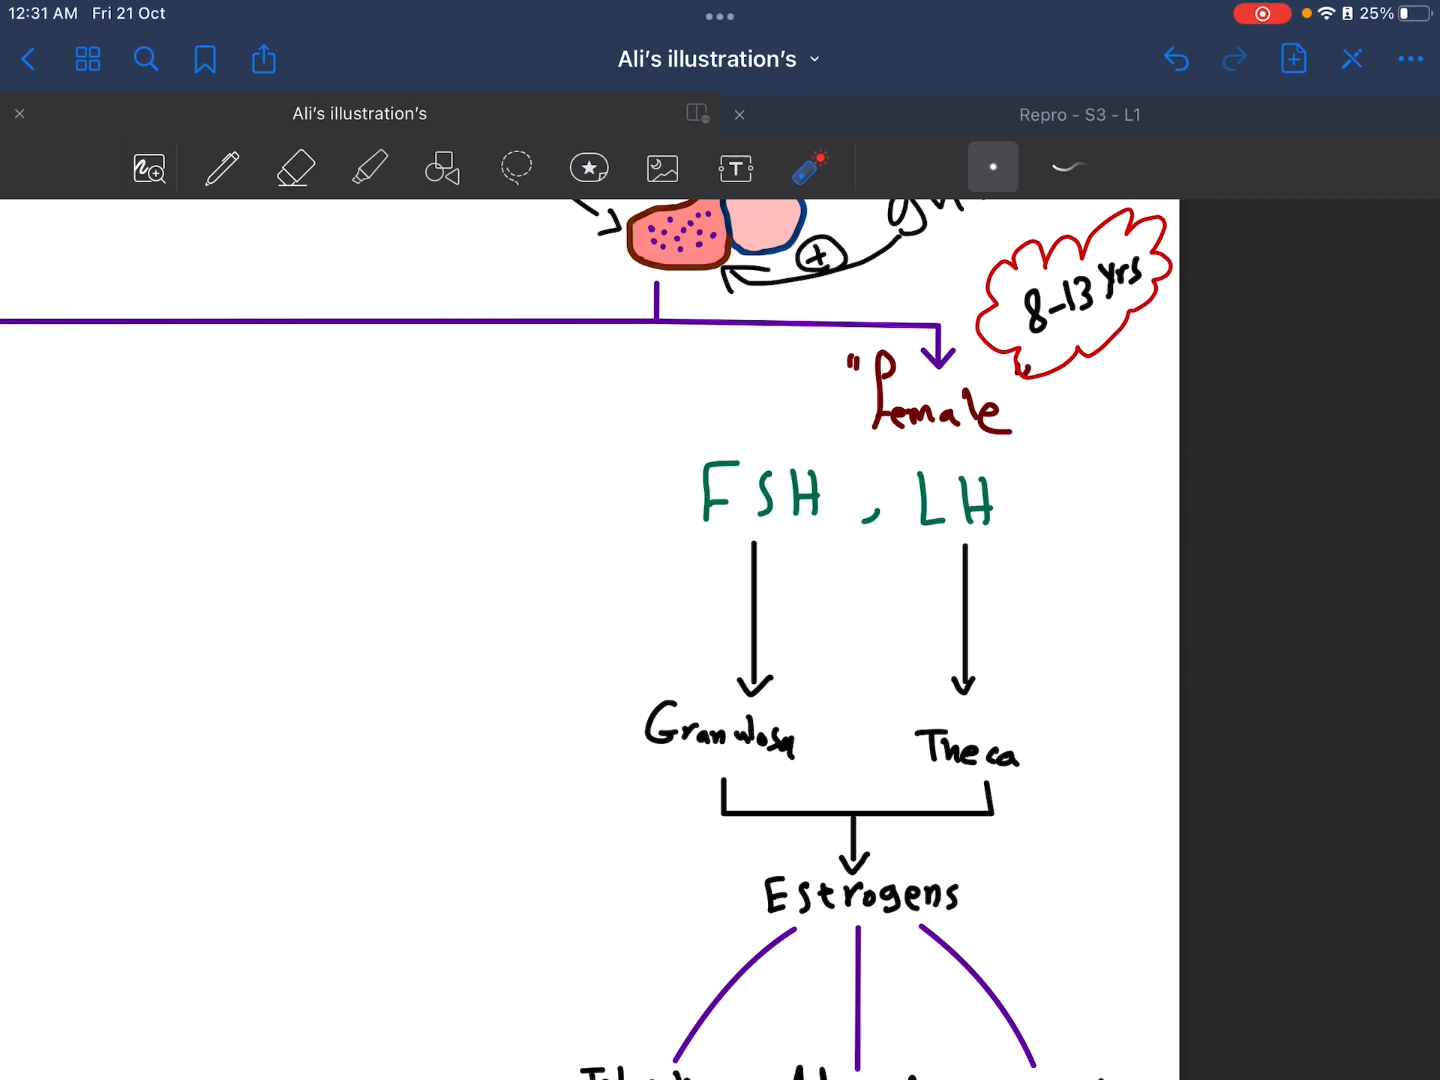 12:31 AM Fri 21 Oct
25%
Ali's illustration's
Ali's illustration's
Repro - S3 - L1
+
8-13 yrs
"Female
FSH , LH
Granulosa
Theca
Estrogens